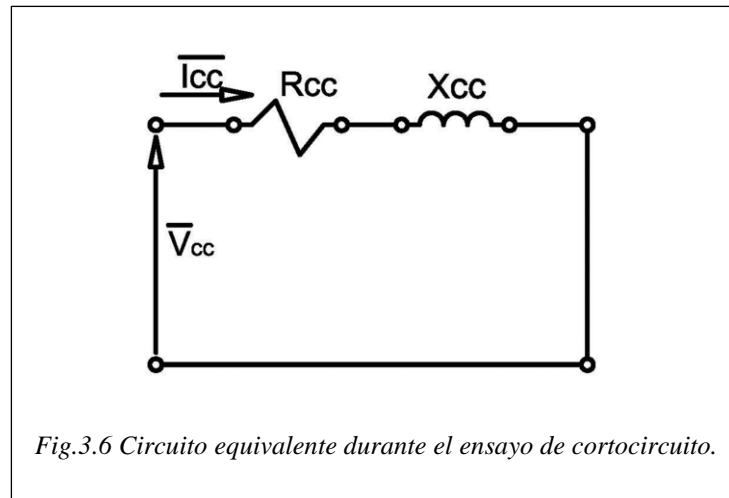 Icc
Rcc
Xcc
Vcc
Fig.3.6 Circuito equivalente durante el ensayo de cortocircuito.